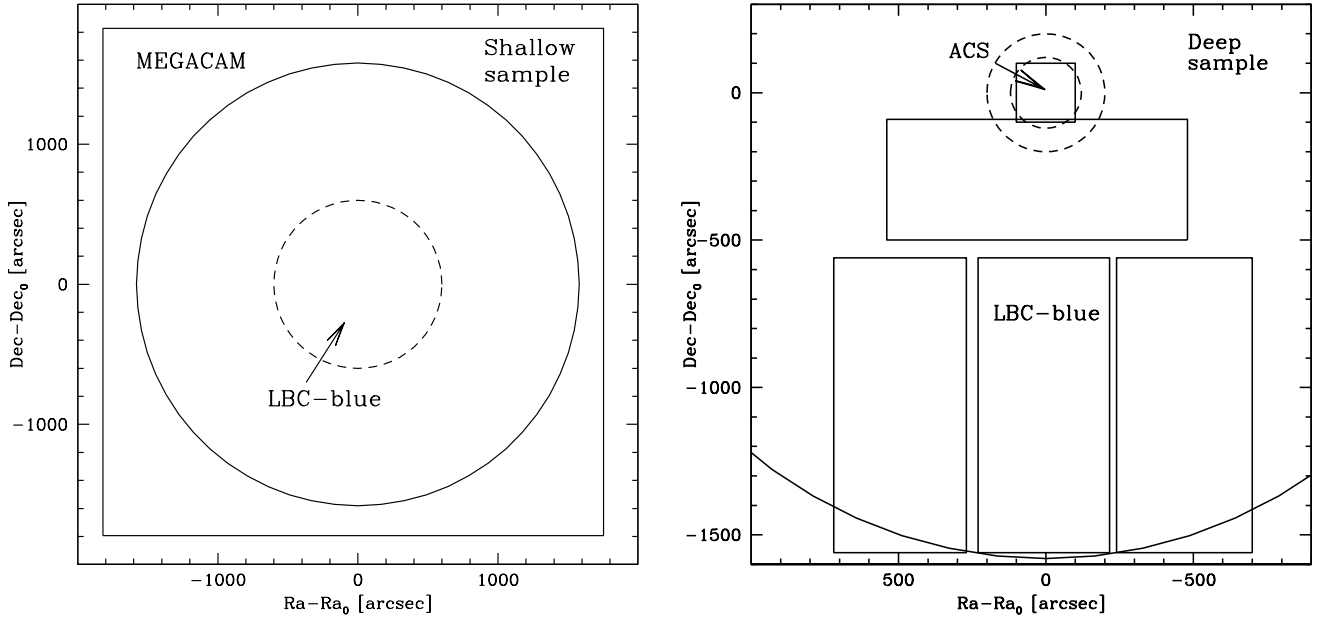 MEGACAM
Shallow
sample
LBC−blue
1000
0
−1000
−1000
0
1000
Dec−Dec₀ [arcsec]
Ra−Ra₀ [arcsec]
ACS
Deep
sample
LBC−blue
0
−500
−1000
−1500
500
0
−500
Dec−Dec₀ [arcsec]
Ra−Ra₀ [arcsec]